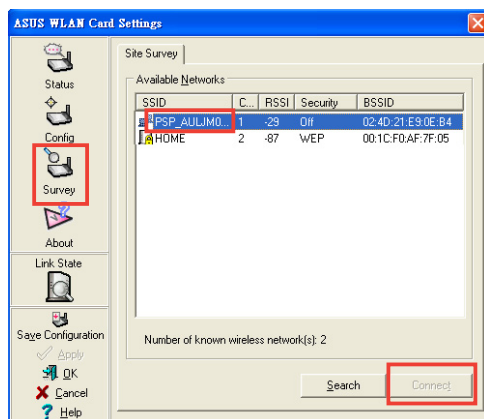 ASUS WLAN Card Settings
Status
Config
Survey
About
Link State
Save Configuration
Apply
OK
Cancel
Help
Site Survey
Available Networks
SSID C... RSSI Security BSSID
PSP_AULJM0... 1 -29 Off 02:4D:21:E9:0E:B4
HOME 2 -87 WEP 00:1C:F0:AF:7F:05
Number of known wireless network(s): 2
Search Connect